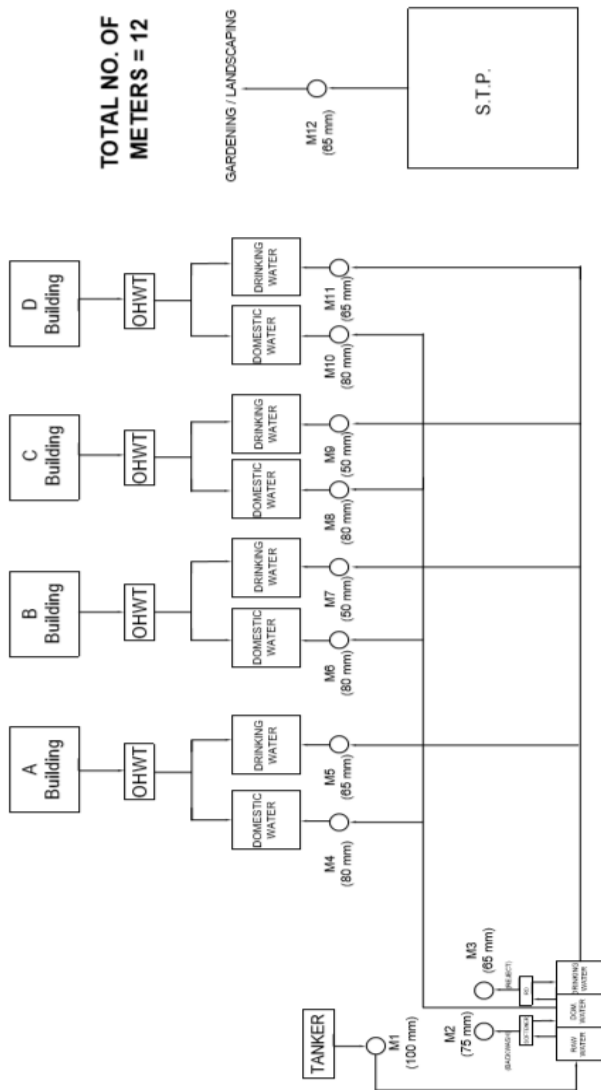 TOTAL NO. OF
METERS = 12
A
Building
B
Building
C
Building
D
Building
OHWT
OHWT
OHWT
OHWT
GARDENING / LANDSCAPING
DOMESTIC
WATER
DRINKING
WATER
DOMESTIC
WATER
DRINKING
WATER
DOMESTIC
WATER
DRINKING
WATER
DOMESTIC
WATER
DRINKING
WATER
M4
(80 mm)
M5
(65 mm)
M6
(80 mm)
M7
(50 mm)
M8
(80 mm)
M9
(50 mm)
M10
(80 mm)
M11
(65 mm)
M12
(65 mm)
S.T.P.
TANKER
M1
(100 mm)
M2
(75 mm)
M3
(65 mm)
(BACKWASH)
(REJECT)
SOFTENER
RO
RAW
WATER
DOM.
WATER
DRINKING
WATER